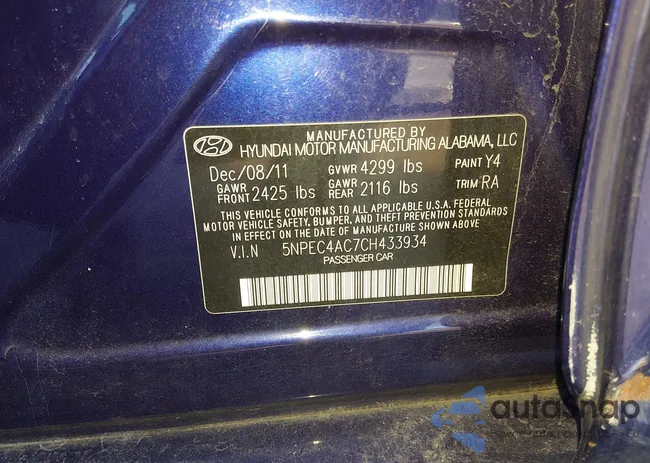 MANUFACTURED BY
HYUNDAI MOTOR MANUFACTURING ALABAMA, LLC
Dec/08/11 GVWR 4299 lbs PAINT Y4
GAWR FRONT 2425 lbs GAWR REAR 2116 lbs TRIM RA
THIS VEHICLE CONFORMS TO ALL APPLICABLE U.S.A. FEDERAL
MOTOR VEHICLE SAFETY, BUMPER, AND THEFT PREVENTION STANDARDS
IN EFFECT ON THE DATE OF MANUFACTURE SHOWN ABOVE.
V.I.N 5NPEC4AC7CH433934
PASSENGER CAR
autosnap